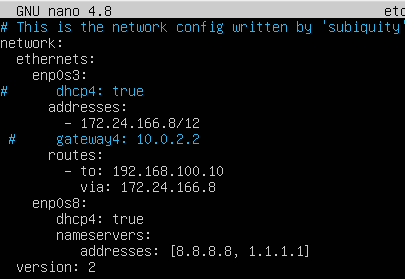 GNU nano 4.8 etc
# This is the network config written by 'subiquity'
network:
  ethernets:
    enp0s3:
#      dhcp4: true
      addresses:
        - 172.24.166.8/12
 #     gateway4: 10.0.2.2
      routes:
        - to: 192.168.100.10
          via: 172.24.166.8
    enp0s8:
       dhcp4: true
       nameservers:
          addresses: [8.8.8.8, 1.1.1.1]
  version: 2